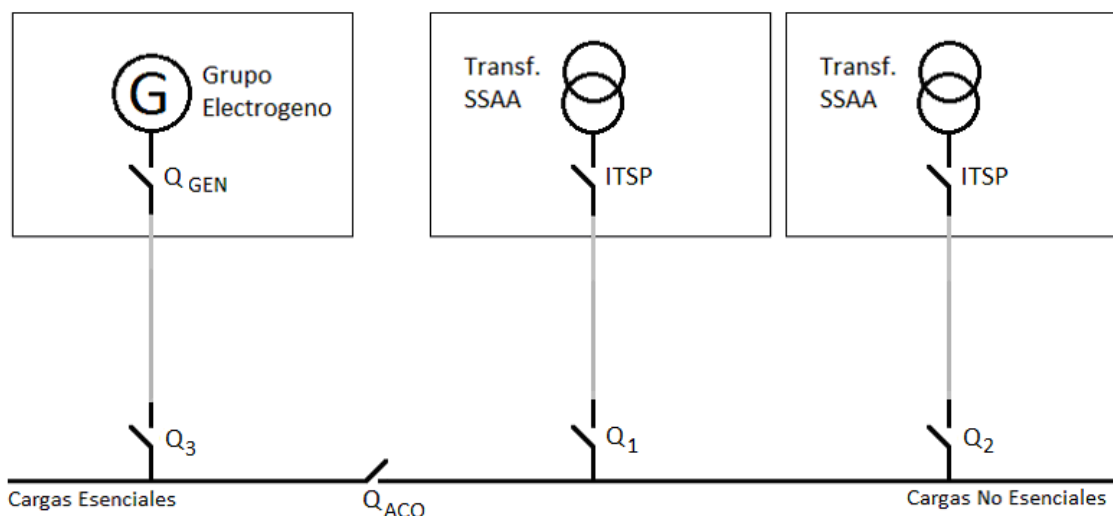 G
Grupo
Electrogeno
Q GEN
Transf.
SSAA
ITSP
Transf.
SSAA
ITSP
Q3
Q1
Q2
Cargas Esenciales
QACO
Cargas No Esenciales